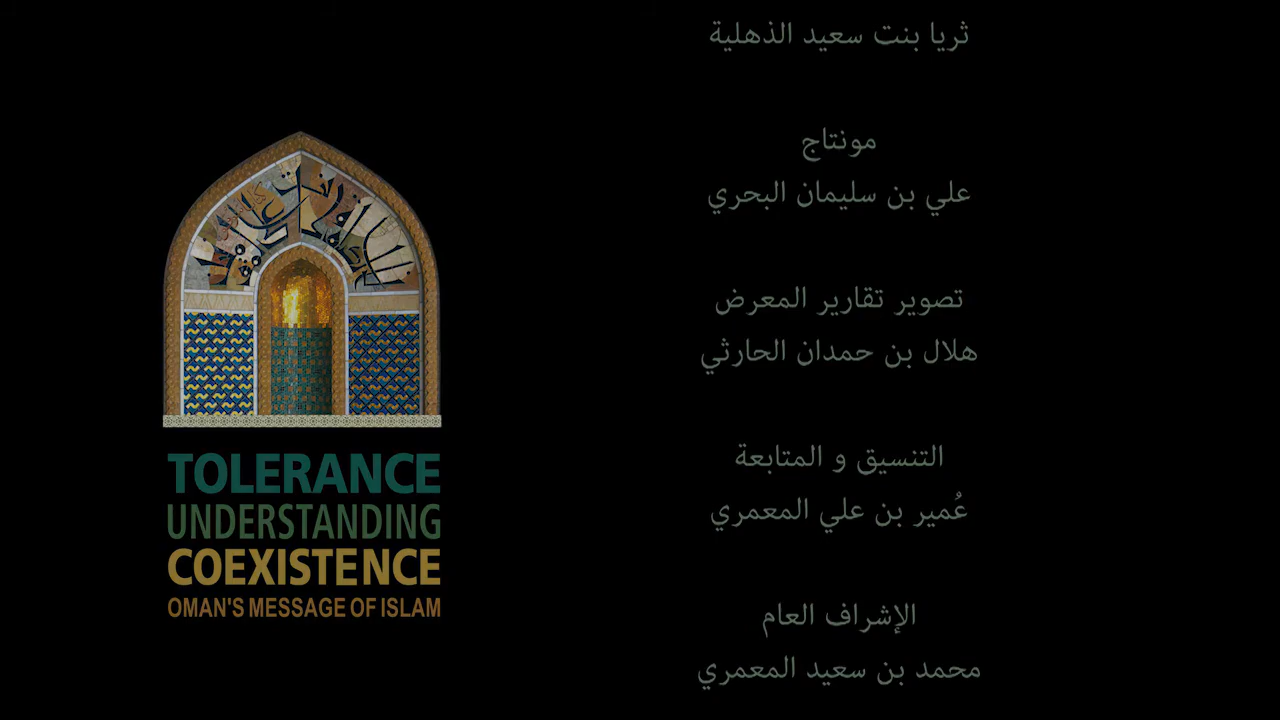 ثريا بنت سعيد الذهلية
مونتاج
علي بن سليمان البحري
تصوير تقارير المعرض
هلال بن حمدان الحارثي
التنسيق و المتابعة
عُمير بن علي المعمري
الإشراف العام
محمد بن سعيد المعمري
TOLERANCE
UNDERSTANDING
COEXISTENCE
OMAN'S MESSAGE OF ISLAM